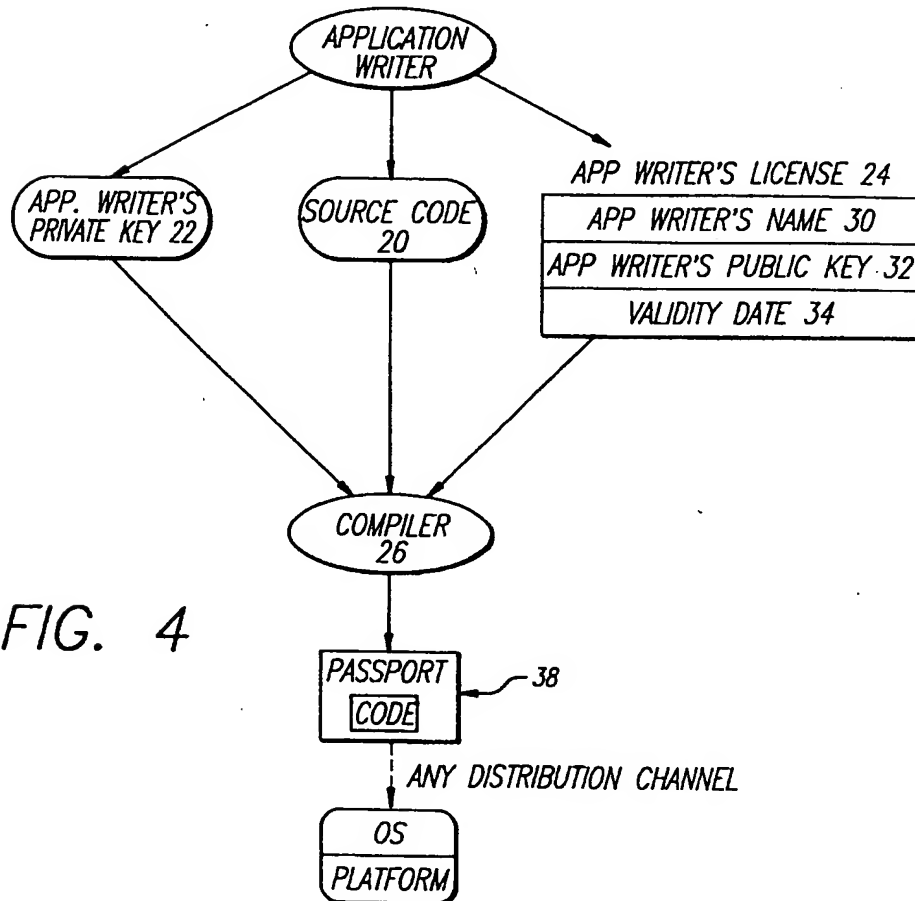 APPLICATION
WRITER
APP. WRITER'S
PRIVATE KEY 22
SOURCE CODE
20
APP WRITER'S LICENSE 24
APP WRITER'S NAME 30
APP WRITER'S PUBLIC KEY 32
VALIDITY DATE 34
COMPILER
26
FIG. 4
PASSPORT
CODE
38
ANY DISTRIBUTION CHANNEL
OS
PLATFORM